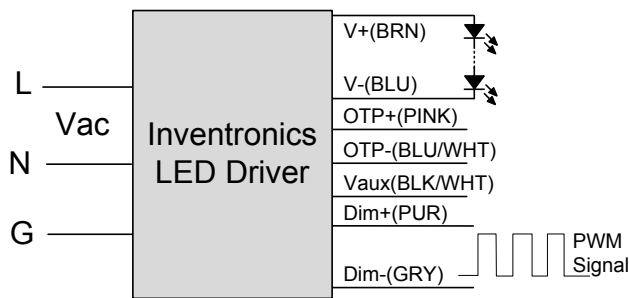 L
Vac
N
G
Inventronics
LED Driver
V+(BRN)
V-(BLU)
OTP+(PINK)
OTP-(BLU/WHT)
Vaux(BLK/WHT)
Dim+(PUR)
Dim-(GRY)
PWM
Signal